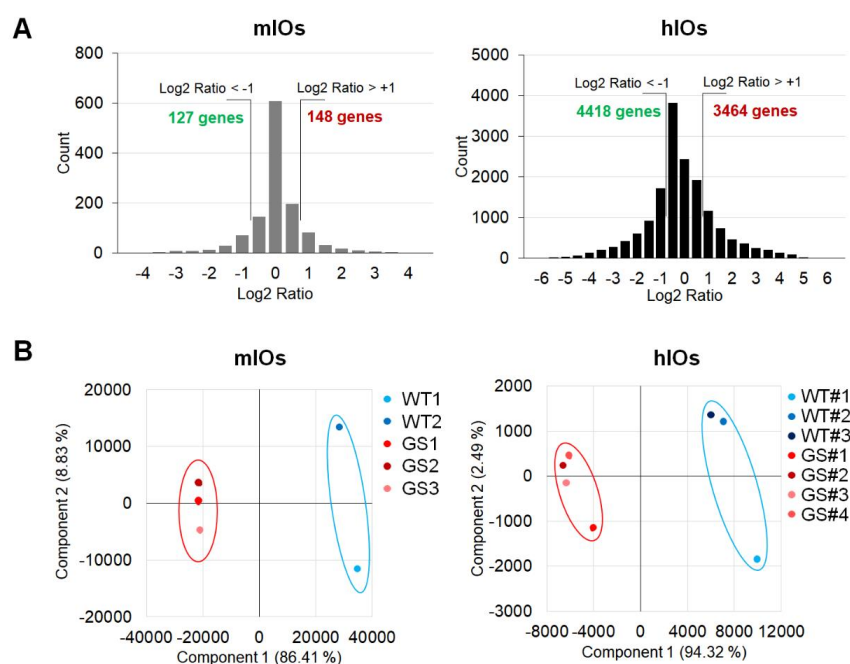 A
mIOs
hIOs
800
600
400
200
0
Count
Log2 Ratio < -1
Log2 Ratio > +1
127 genes
148 genes
-4 -3 -2 -1 0 1 2 3 4
Log2 Ratio
5000
4000
3000
2000
1000
0
Count
Log2 Ratio < -1
Log2 Ratio > +1
4418 genes
3464 genes
-6 -5 -4 -3 -2 -1 0 1 2 3 4 5 6
Log2 Ratio
B
mIOs
hIOs
20000
10000
0
-10000
-20000
Component 2 (8.83 %)
-40000 -20000 0 20000 40000
Component 1 (86.41 %)
WT1
WT2
GS1
GS2
GS3
2000
1000
0
-1000
-2000
-3000
Component 2 (2.49 %)
-8000 -4000 0 4000 8000 12000
Component 1 (94.32 %)
WT#1
WT#2
WT#3
GS#1
GS#2
GS#3
GS#4